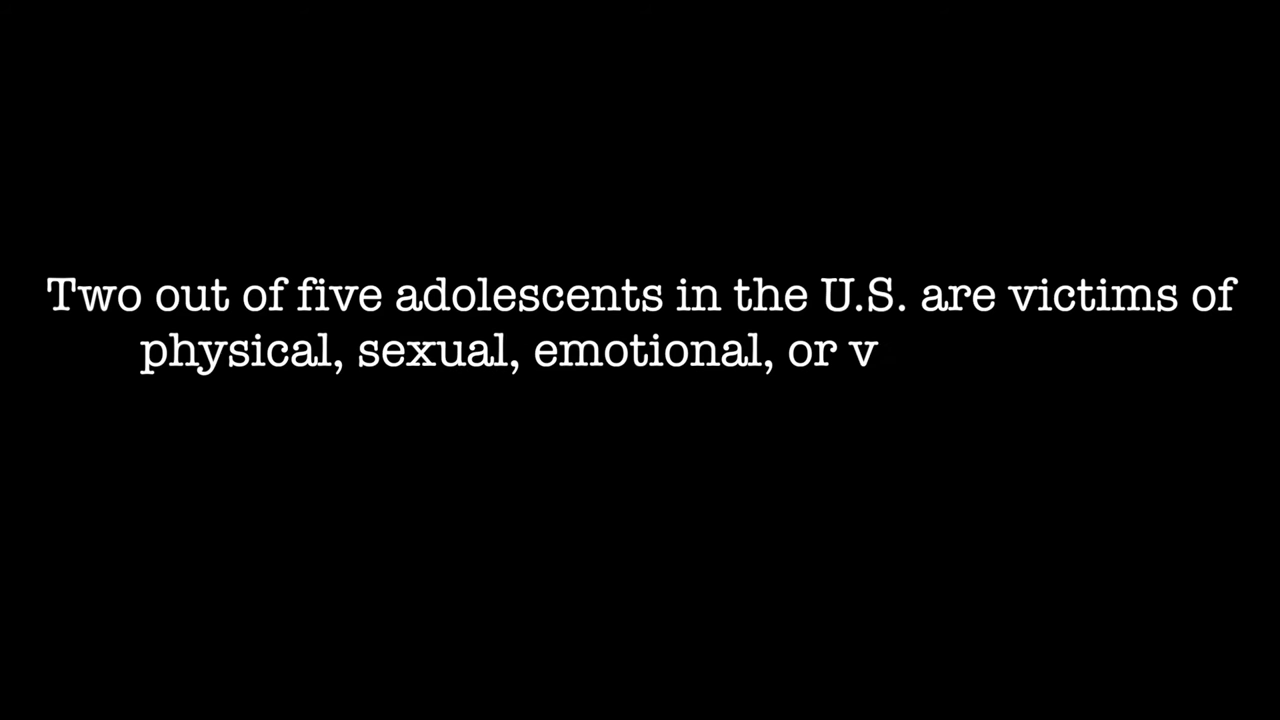 Two out of five adolescents in the U.S. are victims of
physical, sexual, emotional, or v